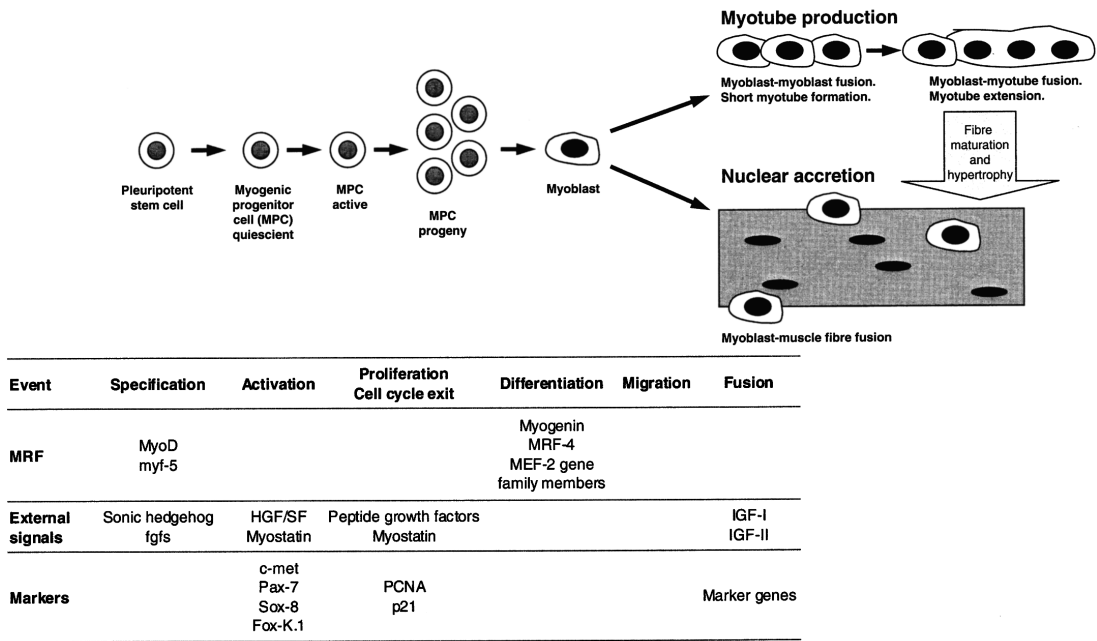 Myotube production
Myoblast-myoblast fusion.
Short myotube formation.
Myoblast-myotube fusion.
Myotube extension.
Fibre
maturation
and
hypertrophy
Pleuripotent
stem cell
Myogenic
progenitor
cell (MPC)
quiescient
MPC
active
MPC
progeny
Myoblast
Nuclear accretion
Myoblast-muscle fibre fusion
Event Specification Activation Proliferation Cell cycle exit Differentiation Migration Fusion
MRF
MyoD
myf-5
Myogenin
MRF-4
MEF-2 gene
family members
External
signals
Sonic hedgehog
fgfs
HGF/SF
Myostatin
Peptide growth factors
Myostatin
IGF-I
IGF-II
Markers
c-met
Pax-7
Sox-8
Fox-K.1
PCNA
p21
Marker genes